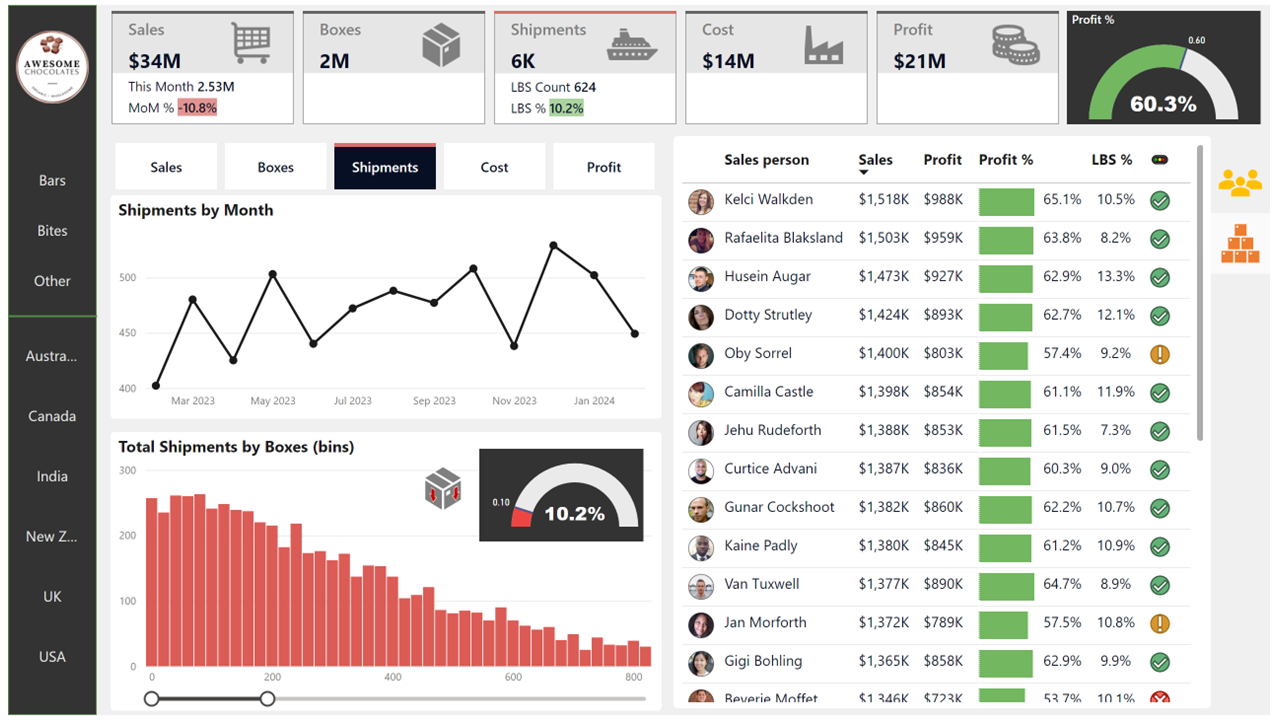 AWESOME
CHOCOLATES
Bars
Bites
Other
Austra...
Canada
India
New Z...
UK
USA
Sales
$34M
This Month 2.53M
MoM % -10.8%
Boxes
2M
Shipments
6K
LBS Count 624
LBS % 10.2%
Cost
$14M
Profit
$21M
Profit %
0.60
60.3%
Sales Boxes Shipments Cost Profit
Shipments by Month
500
450
400
Mar 2023 May 2023 Jul 2023 Sep 2023 Nov 2023 Jan 2024
Total Shipments by Boxes (bins)
300
200
100
0
0 200 400 600 800
0.10
10.2%
Sales person Sales Profit Profit % LBS %
Kelci Walkden $1,518K $988K 65.1% 10.5%
Rafaelita Blaksland $1,503K $959K 63.8% 8.2%
Husein Augar $1,473K $927K 62.9% 13.3%
Dotty Strutley $1,424K $893K 62.7% 12.1%
Oby Sorrel $1,400K $803K 57.4% 9.2%
Camilla Castle $1,398K $854K 61.1% 11.9%
Jehu Rudeforth $1,388K $853K 61.5% 7.3%
Curtice Advani $1,387K $836K 60.3% 9.0%
Gunar Cockshoot $1,382K $860K 62.2% 10.7%
Kaine Padly $1,380K $845K 61.2% 10.9%
Van Tuxwell $1,377K $890K 64.7% 8.9%
Jan Morforth $1,372K $789K 57.5% 10.8%
Gigi Bohling $1,365K $858K 62.9% 9.9%
Beverie Moffet $1,346K $723K 53.7% 10.1%